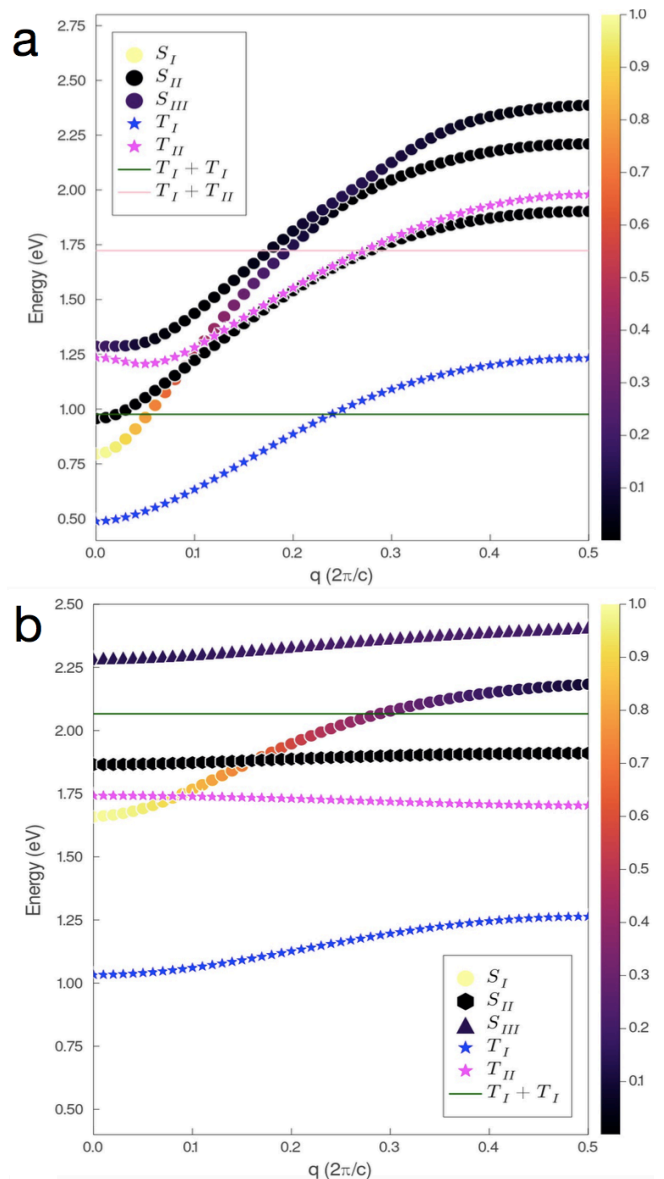 a
2.75
2.50
2.25
2.00
1.75
1.50
1.25
1.00
0.75
0.50
Energy (eV)
S_I
S_II
S_III
T_I
T_II
T_I + T_I
T_I + T_II
0.0
0.1
0.2
0.3
0.4
0.5
q (2π/c)
1.0
0.9
0.8
0.7
0.6
0.5
0.4
0.3
0.2
0.1
b
2.50
2.25
2.00
1.75
1.50
1.25
1.00
0.75
0.50
Energy (eV)
S_I
S_II
S_III
T_I
T_II
T_I + T_I
0.0
0.1
0.2
0.3
0.4
0.5
q (2π/c)
1.0
0.9
0.8
0.7
0.6
0.5
0.4
0.3
0.2
0.1